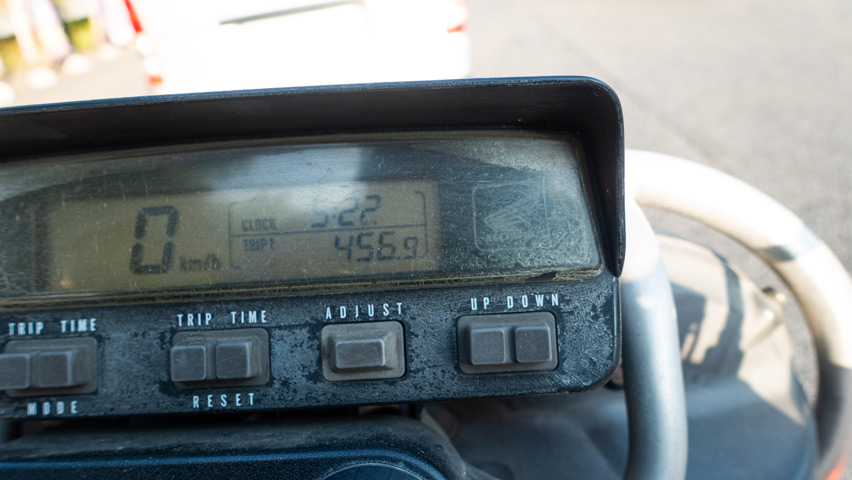 CLOCK 5:22
0 km/h
TRIP 1 456.9
TRIP TIME
MODE
TRIP TIME
RESET
ADJUST
UP DOWN